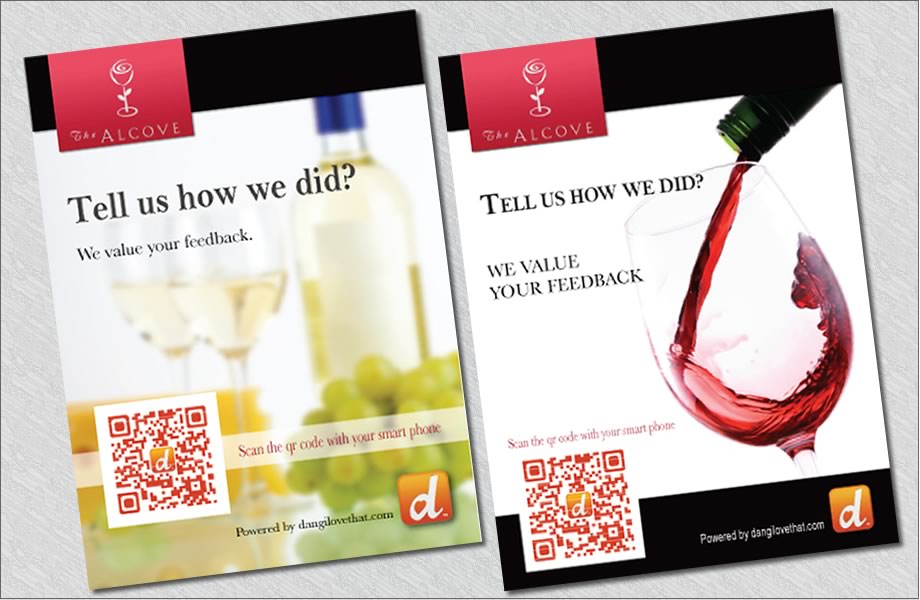 The ALCOVE
Tell us how we did?
We value your feedback.
Scan the qr code with your smart phone
d
Powered by dangilovethat.com
d
The ALCOVE
TELL US HOW WE DID?
WE VALUE
YOUR FEEDBACK
Scan the qr code with your smart phone
d
Powered by dangilovethat.com
d